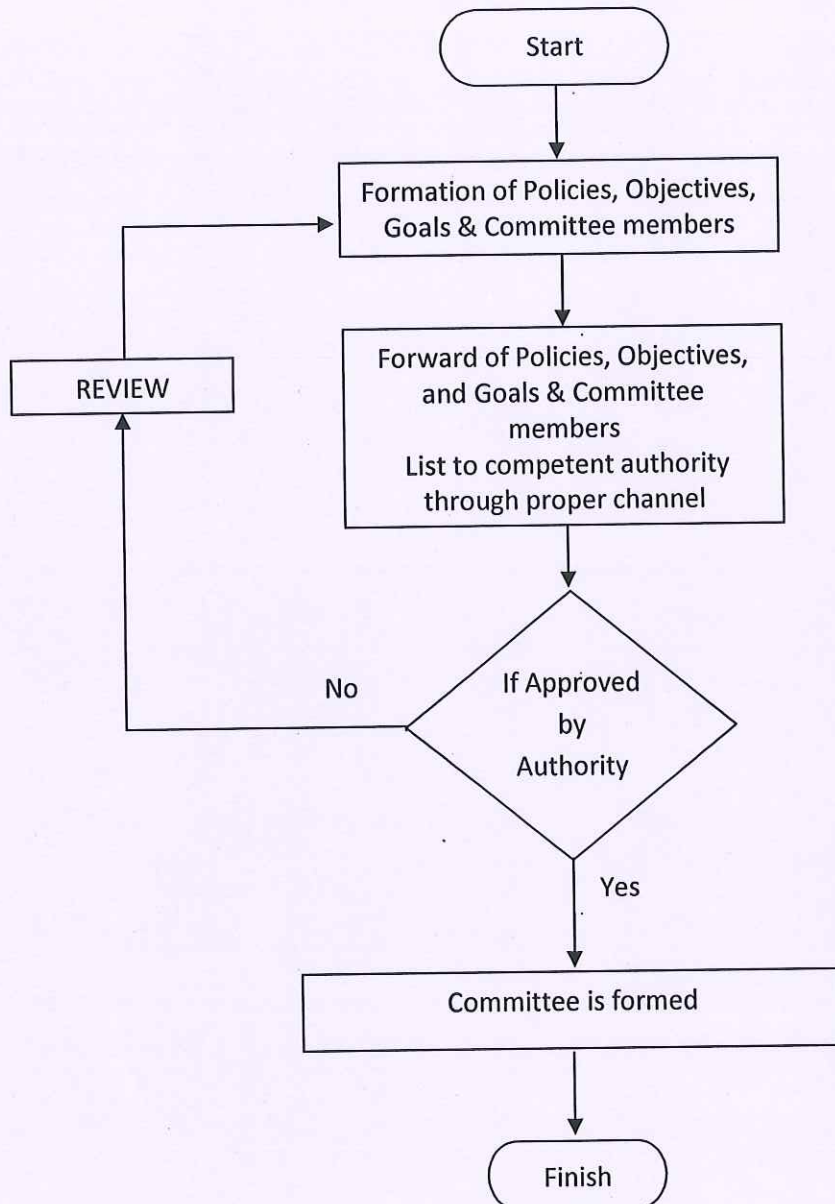 Start
Formation of Policies, Objectives,
Goals & Committee members
Forward of Policies, Objectives,
and Goals & Committee
members
List to competent authority
through proper channel
REVIEW
If Approved
by
Authority
No
Yes
Committee is formed
Finish